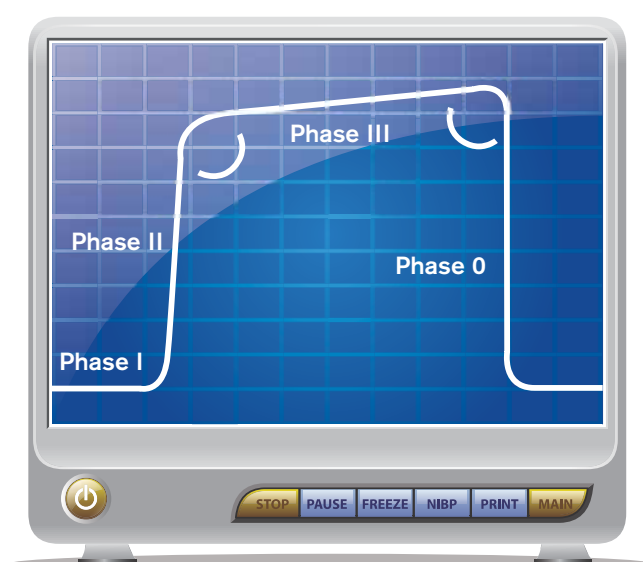 Phase III
Phase II
Phase 0
Phase I
STOP PAUSE FREEZE NIBP PRINT MAIN